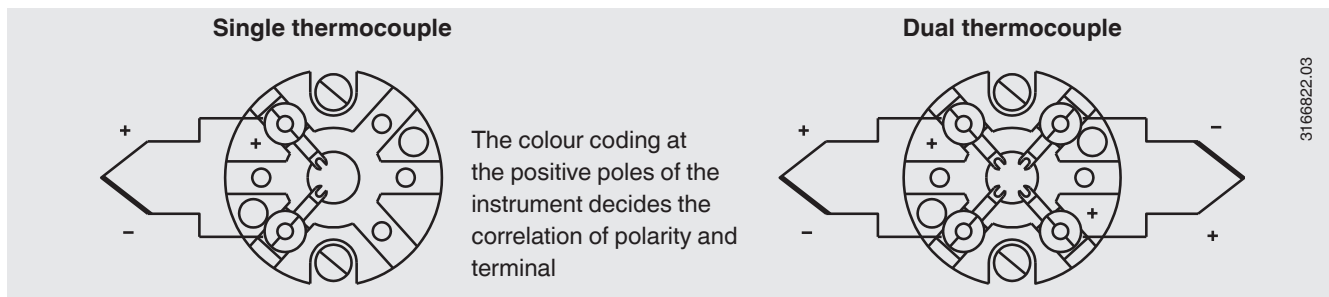 Single thermocouple
+
+
–
The colour coding at
the positive poles of the
instrument decides the
correlation of polarity and
terminal
Dual thermocouple
+
+
–
–
+
+
3166822.03